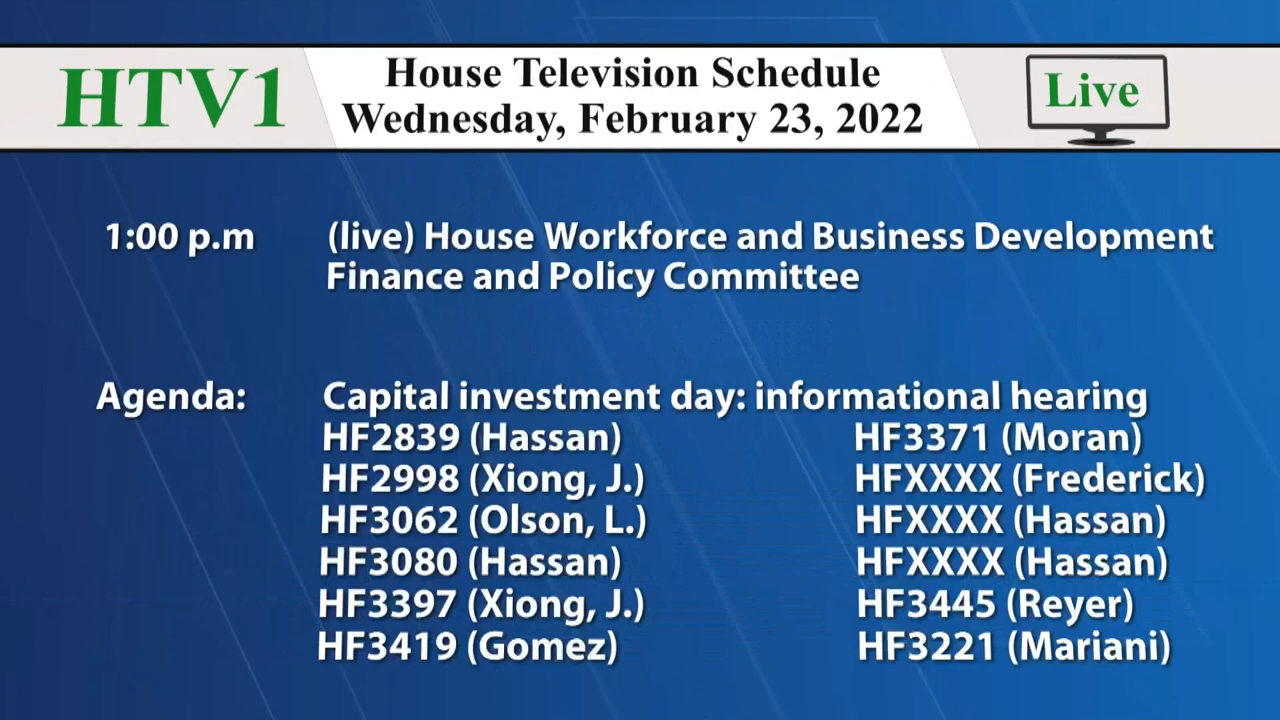 HTV1
House Television Schedule
Wednesday, February 23, 2022
Live
1:00 p.m
(live) House Workforce and Business Development
Finance and Policy Committee
Agenda:
Capital investment day: informational hearing
HF2839 (Hassan)
HF2998 (Xiong, J.)
HF3062 (Olson, L.)
HF3080 (Hassan)
HF3397 (Xiong, J.)
HF3419 (Gomez)
HF3371 (Moran)
HFXXXX (Frederick)
HFXXXX (Hassan)
HFXXXX (Hassan)
HF3445 (Reyer)
HF3221 (Mariani)